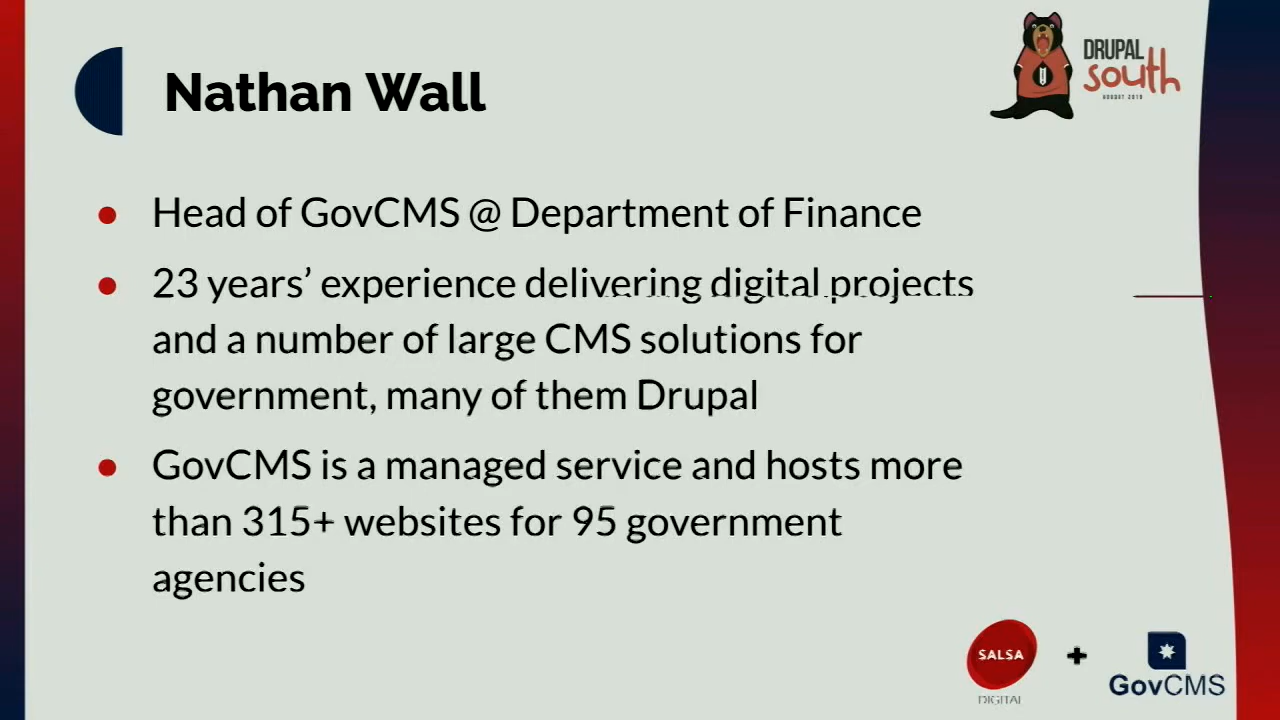 Nathan Wall
DRUPAL
south
AUGUST 2019
● Head of GovCMS @ Department of Finance
● 23 years’ experience delivering digital projects
and a number of large CMS solutions for
government, many of them Drupal
● GovCMS is a managed service and hosts more
than 315+ websites for 95 government
agencies
SALSA
DIGITAL
+
GovCMS